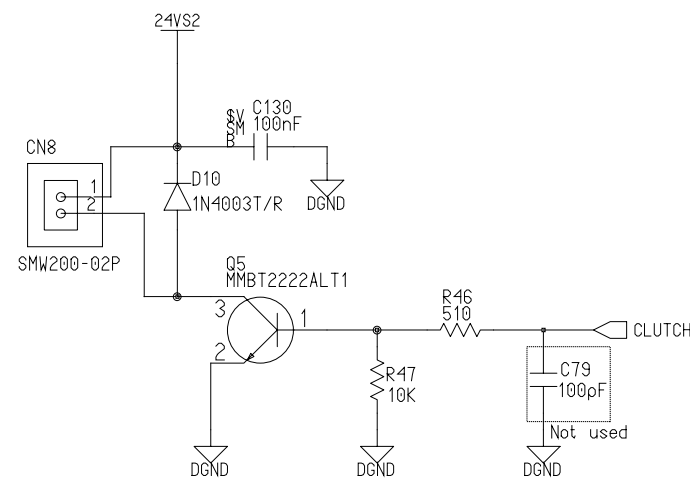 24VS2
C130
100nF
CN8
1
2
D10
1N4003T/R
DGND
SMW200-02P
Q5
MMBT2222ALT1
3
1
2
R46
510
CLUTCH
R47
10K
C79
100pF
Not used
DGND
DGND
DGND